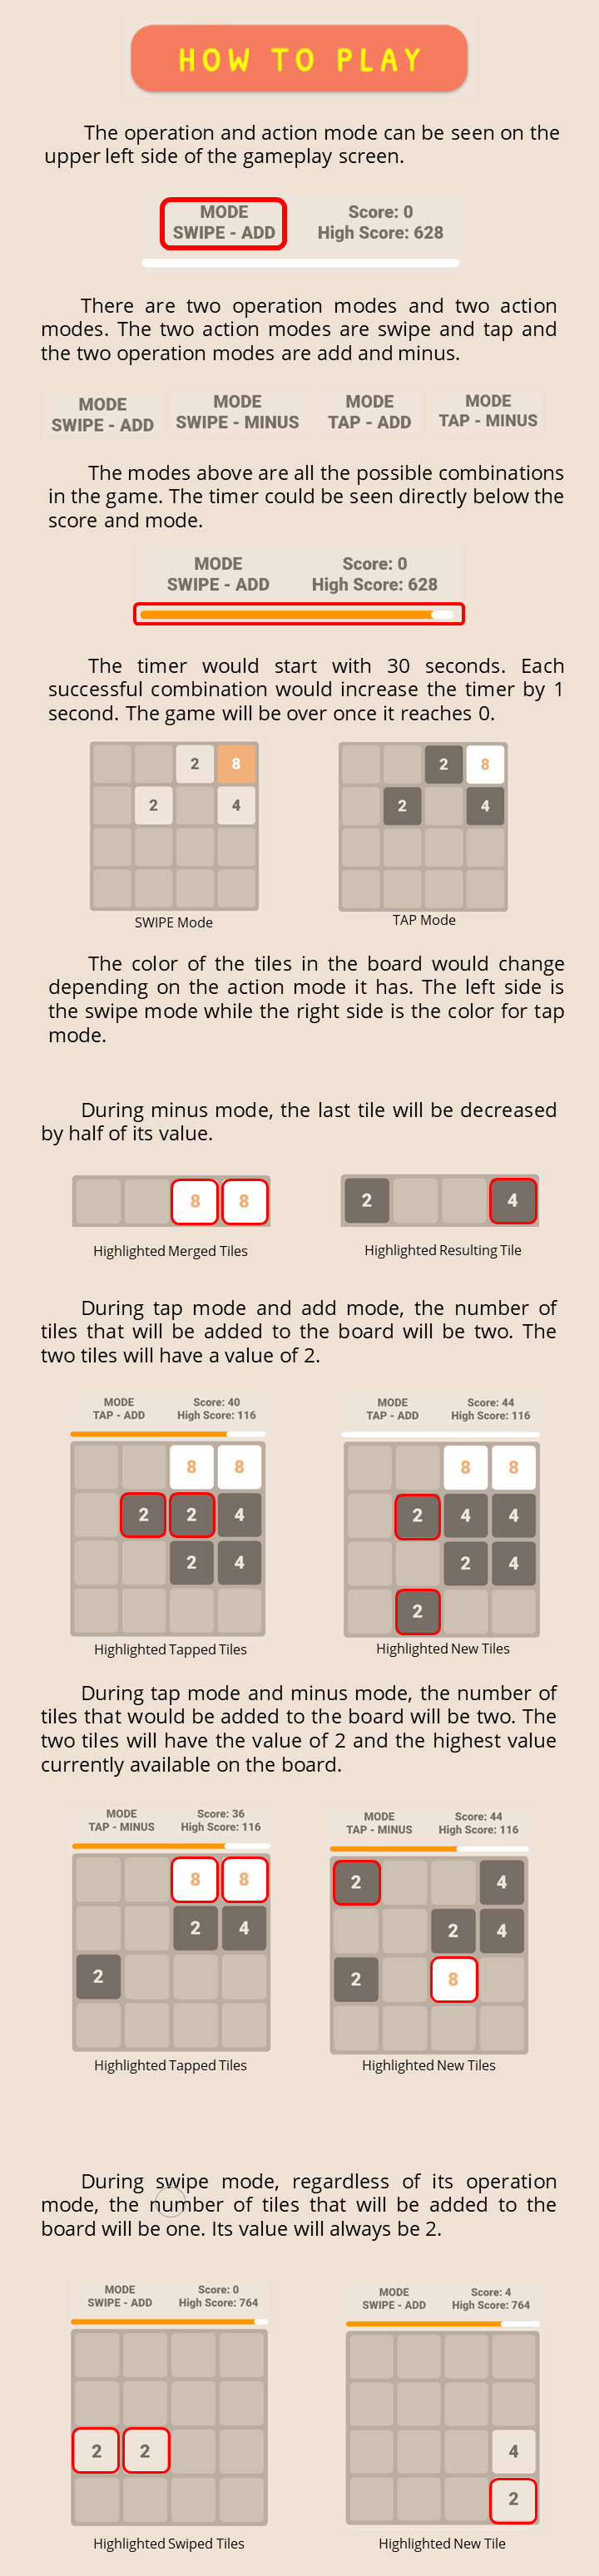 HOW TO PLAY
The operation and action mode can be seen on the
upper left side of the gameplay screen.
MODE
SWIPE - ADD
Score: 0
High Score: 628
There are two operation modes and two action
modes. The two action modes are swipe and tap and
the two operation modes are add and minus.
MODE
SWIPE - ADD
MODE
SWIPE - MINUS
MODE
TAP - ADD
MODE
TAP - MINUS
The modes above are all the possible combinations
in the game. The timer could be seen directly below the
score and mode.
MODE
SWIPE - ADD
Score: 0
High Score: 628
The timer would start with 30 seconds. Each
successful combination would increase the timer by 1
second. The game will be over once it reaches 0.
2 8
2 4
SWIPE Mode
2 8
2 4
TAP Mode
The color of the tiles in the board would change
depending on the action mode it has. The left side is
the swipe mode while the right side is the color for tap
mode.
During minus mode, the last tile will be decreased
by half of its value.
8 8
Highlighted Merged Tiles
2 4
Highlighted Resulting Tile
During tap mode and add mode, the number of
tiles that will be added to the board will be two. The
two tiles will have a value of 2.
MODE
TAP - ADD
Score: 40
High Score: 116
8 8
2 2 4
2 4
Highlighted Tapped Tiles
MODE
TAP - ADD
Score: 44
High Score: 116
8 8
2 4 4
2 4
2
Highlighted New Tiles
During tap mode and minus mode, the number of
tiles that would be added to the board will be two. The
two tiles will have the value of 2 and the highest value
currently available on the board.
MODE
TAP - MINUS
Score: 36
High Score: 116
8 8
2 4
2
Highlighted Tapped Tiles
MODE
TAP - MINUS
Score: 44
High Score: 116
2 4
2 4
2 8
Highlighted New Tiles
During swipe mode, regardless of its operation
mode, the number of tiles that will be added to the
board will be one. Its value will always be 2.
MODE
SWIPE - ADD
Score: 0
High Score: 764
2 2
Highlighted Swiped Tiles
MODE
SWIPE - ADD
Score: 4
High Score: 764
4
2
Highlighted New Tile